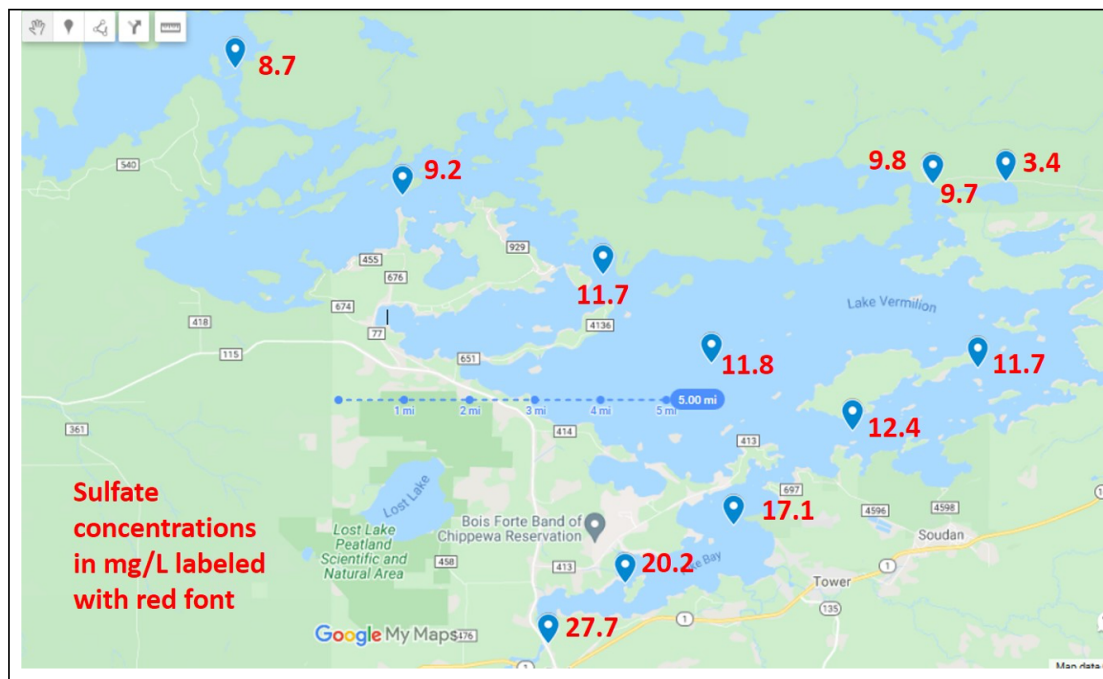 8.7
540
9.2
9.8
3.4
9.7
929
455
676
11.7
Lake Vermilion
674
418
77
4136
115
651
11.8
11.7
5.00 mi
1 mi
2 mi
3 mi
4 mi
5 mi
12.4
361
414
413
697
Sulfate
concentrations
in mg/L labeled
with red font
Lost Lake
17.1
4596
4598
Bois Forte Band of
Chippewa Reservation
Soudan
Lost Lake
Peatland
Scientific and
Natural Area
458
413
20.2
Bay
1
Tower
1
135
27.7
1
Google My Maps
476
1
Map data